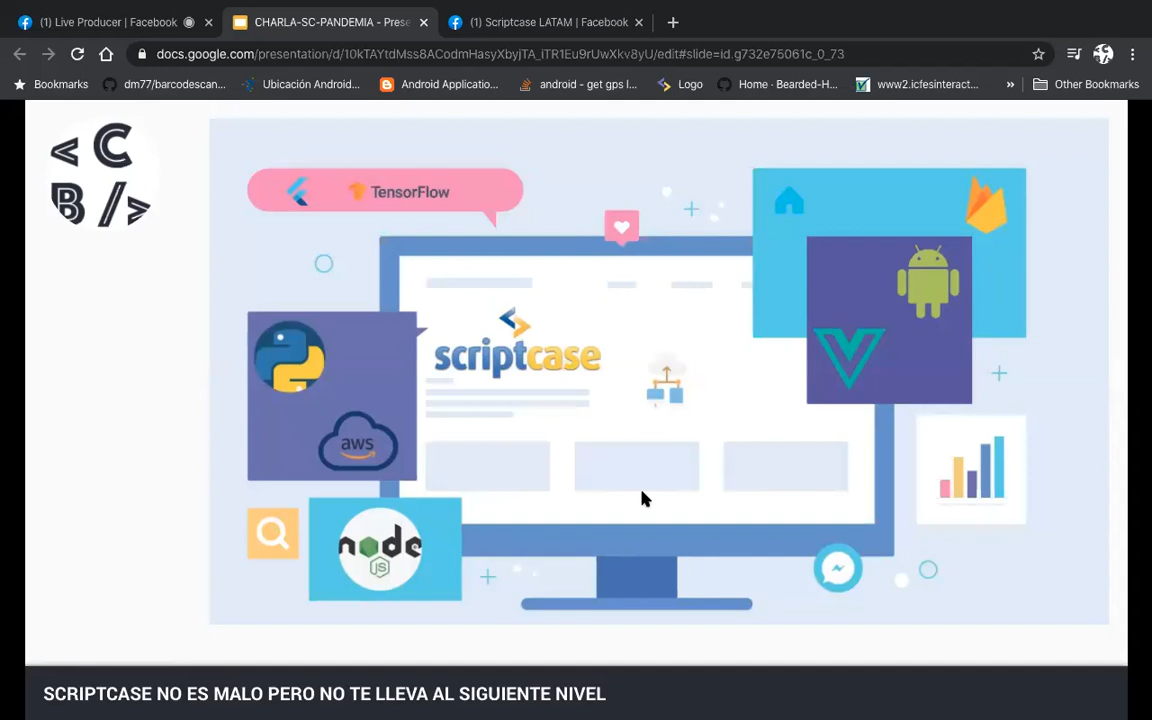 (1) Live Producer | Facebook
CHARLA-SC-PANDEMIA - Prese
(1) Scriptcase LATAM | Facebook
docs.google.com/presentation/d/10kTAYtdMss8ACodmHasyXbyjTA_iTR1Eu9rUwXkv8yU/edit#slide=id.g732e75061c_0_73
Bookmarks
dm77/barcodescan...
Ubicación Android...
Android Applicatio...
android - get gps l...
Logo
Home · Bearded-H...
www2.icfesinteract...
»
Other Bookmarks
< C
B />
TensorFlow
scriptcase
aws
node
JS
SCRIPTCASE NO ES MALO PERO NO TE LLEVA AL SIGUIENTE NIVEL